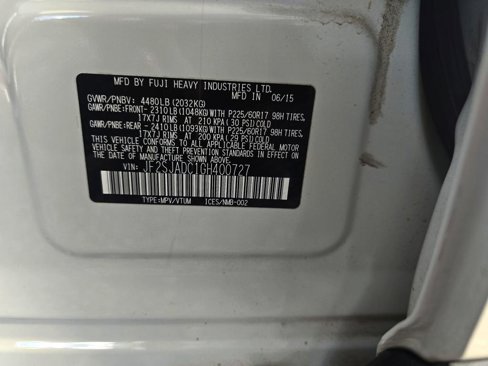 MFD BY FUJI HEAVY INDUSTRIES LTD.
GVWR/PNBV: 4480LB(2032KG) MFD IN 06/15
GAWR/PNBE:FRONT-2310LB(1048KG)WITH P225/60R17 98H TIRES,
17X7J RIMS AT 210 KPA(30 PSI)COLD
GAWR/PNBE:REAR -2410LB(1093KG)WITH P225/60R17 98H TIRES,
17X7J RIMS AT 200 KPA(29 PSI)COLD
THIS VEHICLE CONFORMS TO ALL APPLICABLE FEDERAL MOTOR
VEHICLE SAFETY AND THEFT PREVENTION STANDARDS IN
EFFECT ON THE DATE OF MANUFACTURE SHOWN ABOVE.
VIN: JF2SJADC1GH400727
TYPE:MPV/VTUM ICES/NMB-002